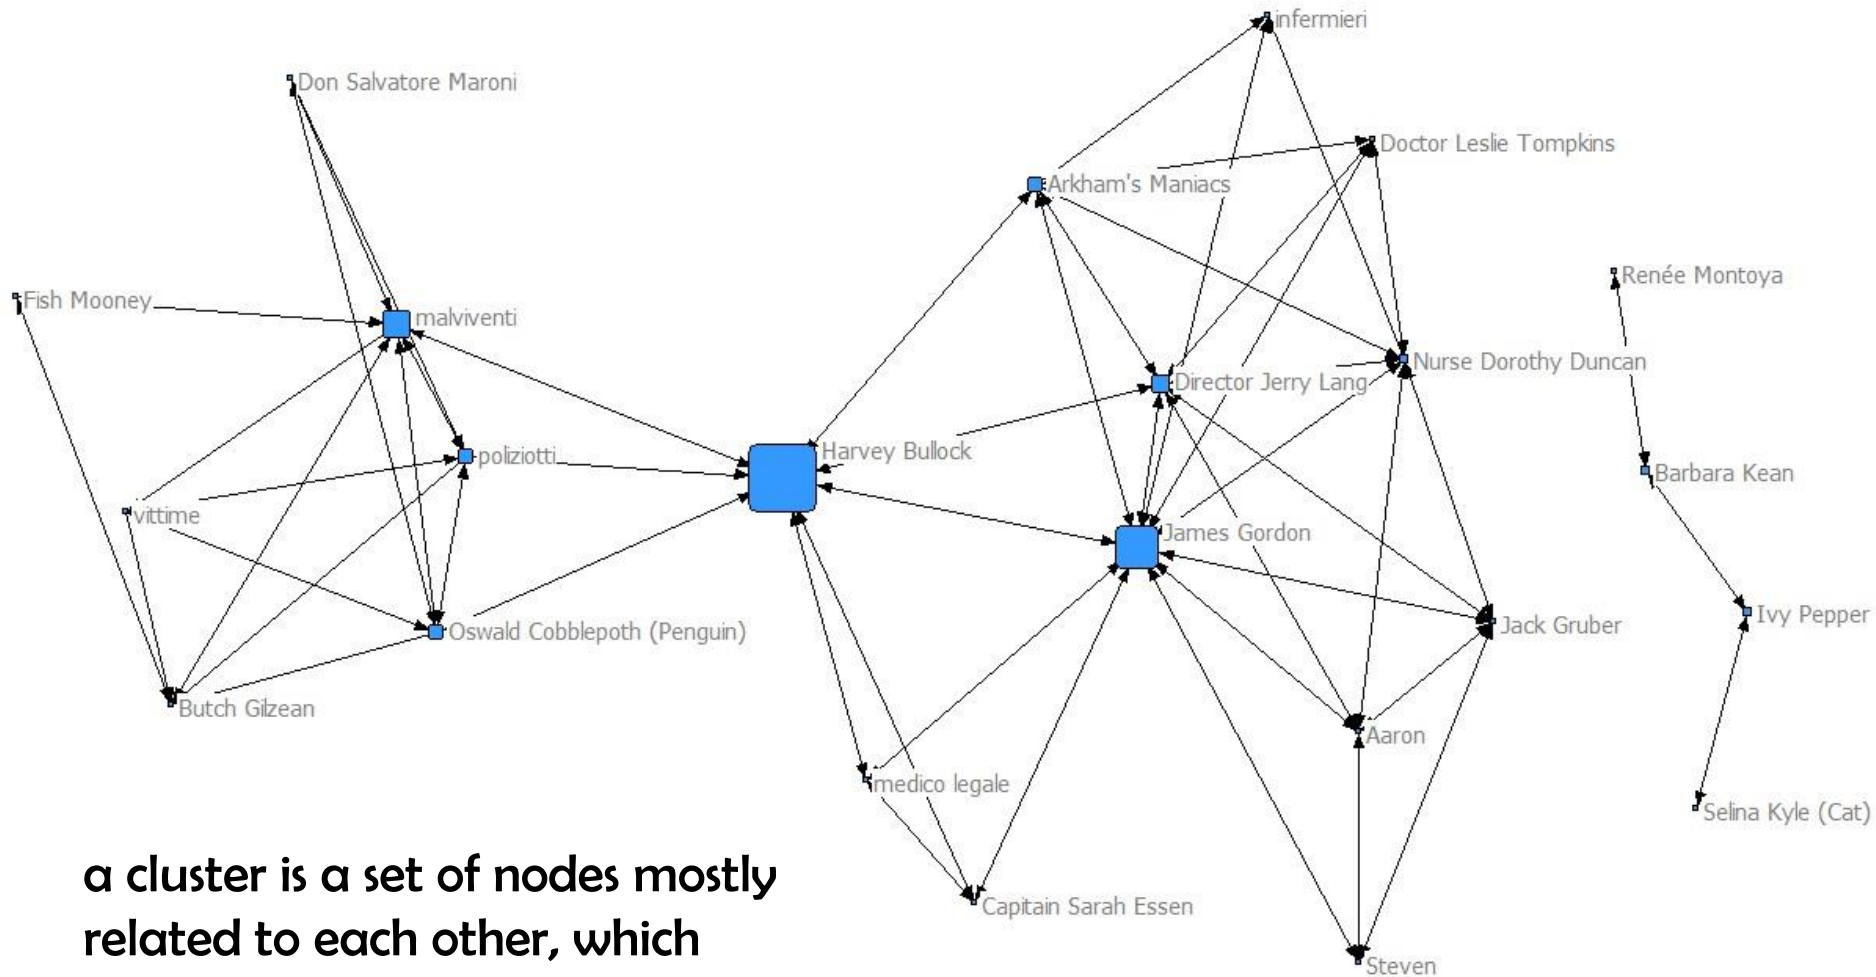 infermieri
Don Salvatore Maroni
Doctor Leslie Tompkins
Arkham's Maniacs
Renée Montoya
Fish Mooney
malviventi
Nurse Dorothy Duncan
Director Jerry Lang
Harvey Bullock
poliziotti
Barbara Kean
vittime
James Gordon
Ivy Pepper
Jack Gruber
Oswald Cobblepoth (Penguin)
Butch Gilzean
Aaron
medico legale
Selina Kyle (Cat)
a cluster is a set of nodes mostly
related to each other, which
Capitain Sarah Essen
Steven